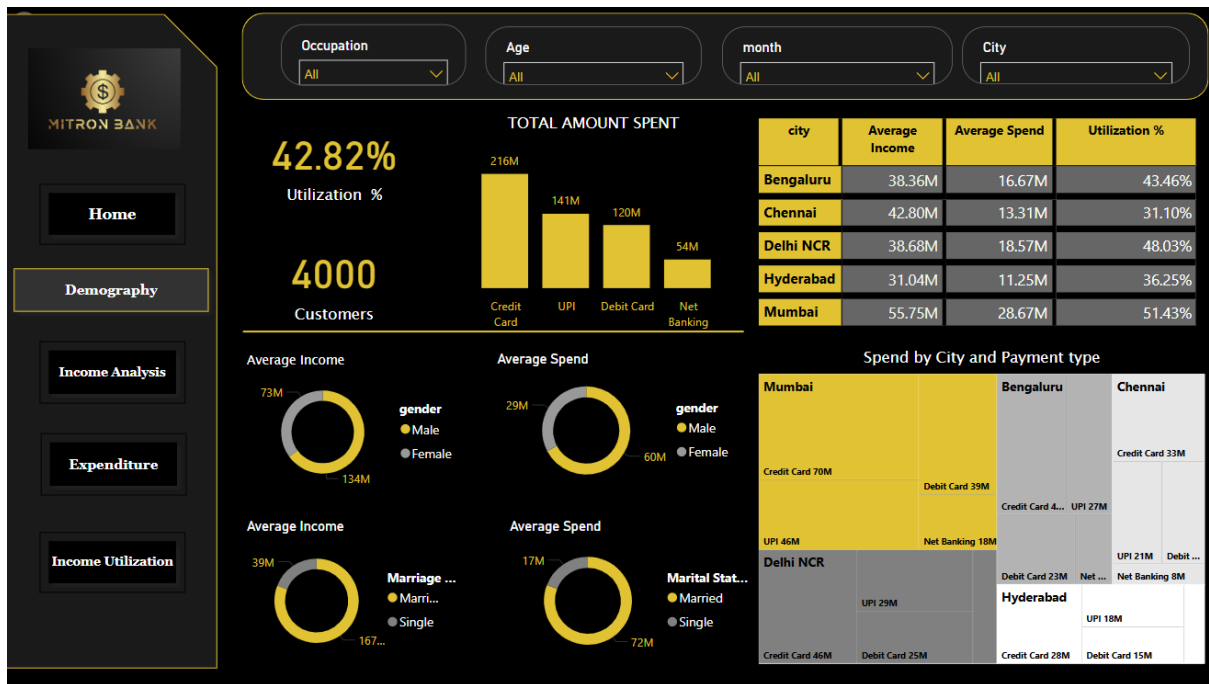 Occupation
All
Age
All
month
All
City
All
$
MITRON BANK
Home
Demography
Income Analysis
Expenditure
Income Utilization
42.82%
Utilization %
4000
Customers
TOTAL AMOUNT SPENT
216M
141M
120M
54M
Credit Card
UPI
Debit Card
Net Banking
city Average Income Average Spend Utilization %
Bengaluru 38.36M 16.67M 43.46%
Chennai 42.80M 13.31M 31.10%
Delhi NCR 38.68M 18.57M 48.03%
Hyderabad 31.04M 11.25M 36.25%
Mumbai 55.75M 28.67M 51.43%
Average Income
73M
134M
gender
Male
Female
Average Spend
29M
60M
gender
Male
Female
Average Income
39M
167...
Marriage ...
Marri...
Single
Average Spend
17M
72M
Marital Stat...
Married
Single
Spend by City and Payment type
Mumbai
Credit Card 70M
Debit Card 39M
UPI 46M
Net Banking 18M
Delhi NCR
UPI 29M
Credit Card 46M
Debit Card 25M
Bengaluru
Credit Card 4...
UPI 27M
Debit Card 23M
Net ...
Chennai
Credit Card 33M
UPI 21M
Debit ...
Net Banking 8M
Hyderabad
UPI 18M
Credit Card 28M
Debit Card 15M